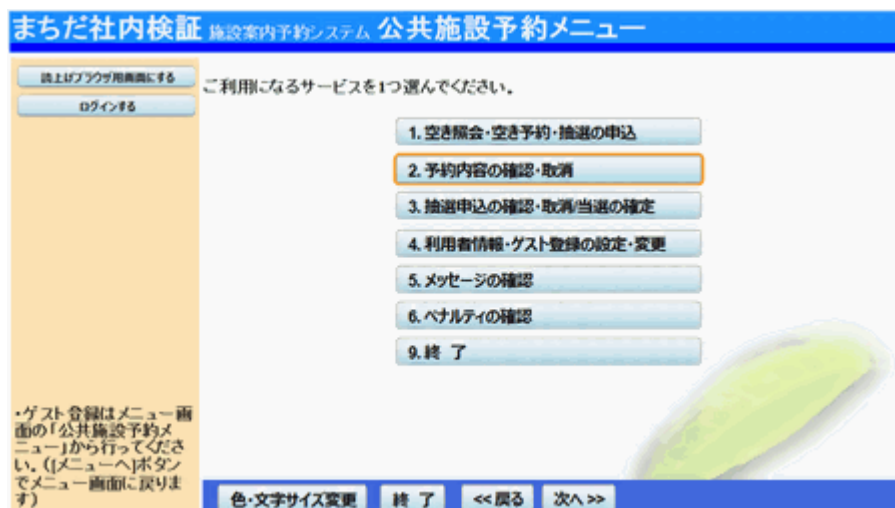 まちだ社内検証 施設案内予約システム 公共施設予約メニュー
読上げブラウザ用画面にする
ログインする
ご利用になるサービスを1つ選んでください。
1. 空き照会・空き予約・抽選の申込
2. 予約内容の確認・取消
3. 抽選申込の確認・取消/当選の確定
4. 利用者情報・ゲスト登録の設定・変更
5. メッセージの確認
6. ペナルティの確認
9. 終 了
・ゲスト登録はメニュー画
面の「公共施設予約メ
ニュー」から行ってくださ
い。([メニューへ]ボタン
でメニュー画面に戻りま
す)
色・文字サイズ変更 終 了 <<戻る 次へ>>